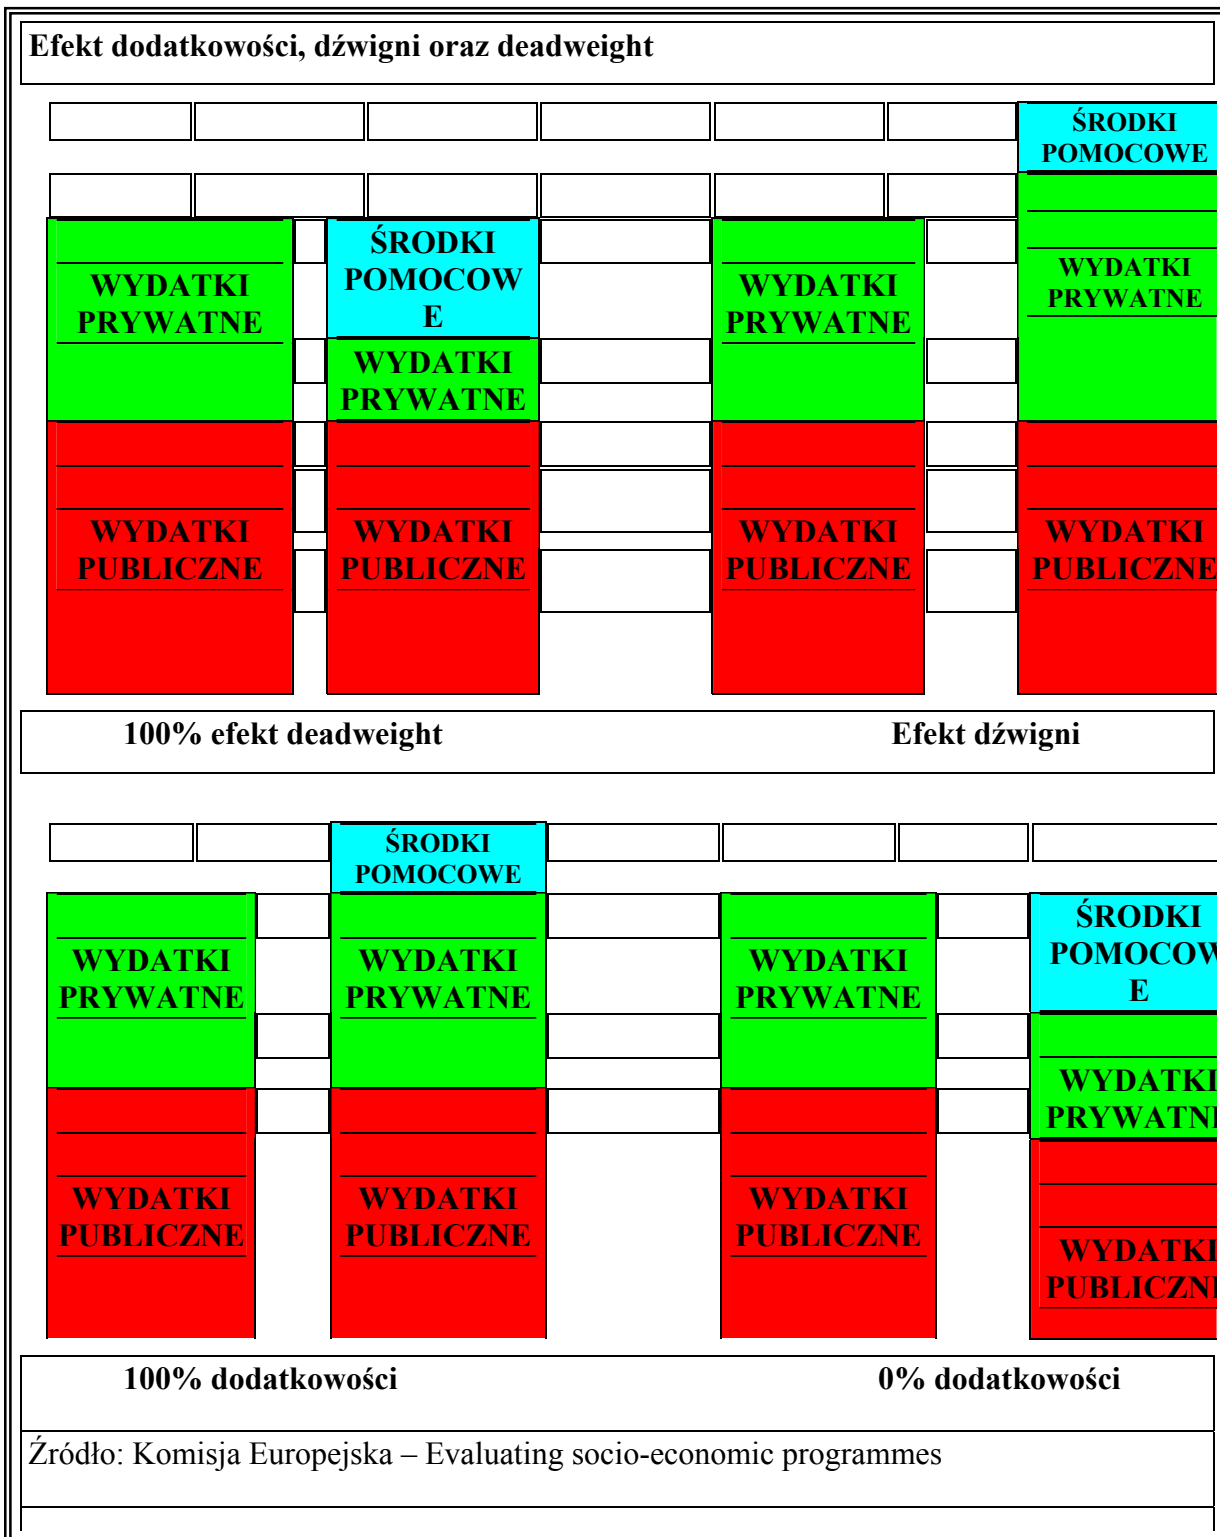 Efekt dodatkowości, dźwigni oraz deadweight
ŚRODKI
POMOCOWE
WYDATKI
PRYWATNE
ŚRODKI
POMOCOW
E
WYDATKI
PRYWATNE
WYDATKI
PRYWATNE
WYDATKI
PRYWATNE
WYDATKI
PUBLICZNE
WYDATKI
PUBLICZNE
WYDATKI
PUBLICZNE
WYDATKI
PUBLICZNE
100% efekt deadweight
Efekt dźwigni
ŚRODKI
POMOCOWE
WYDATKI
PRYWATNE
WYDATKI
PRYWATNE
WYDATKI
PRYWATNE
ŚRODKI
POMOCOW
E
WYDATKI
PRYWATNE
WYDATKI
PUBLICZNE
WYDATKI
PUBLICZNE
WYDATKI
PUBLICZNE
WYDATKI
PUBLICZNE
100% dodatkowości
0% dodatkowości
Źródło: Komisja Europejska – Evaluating socio-economic programmes